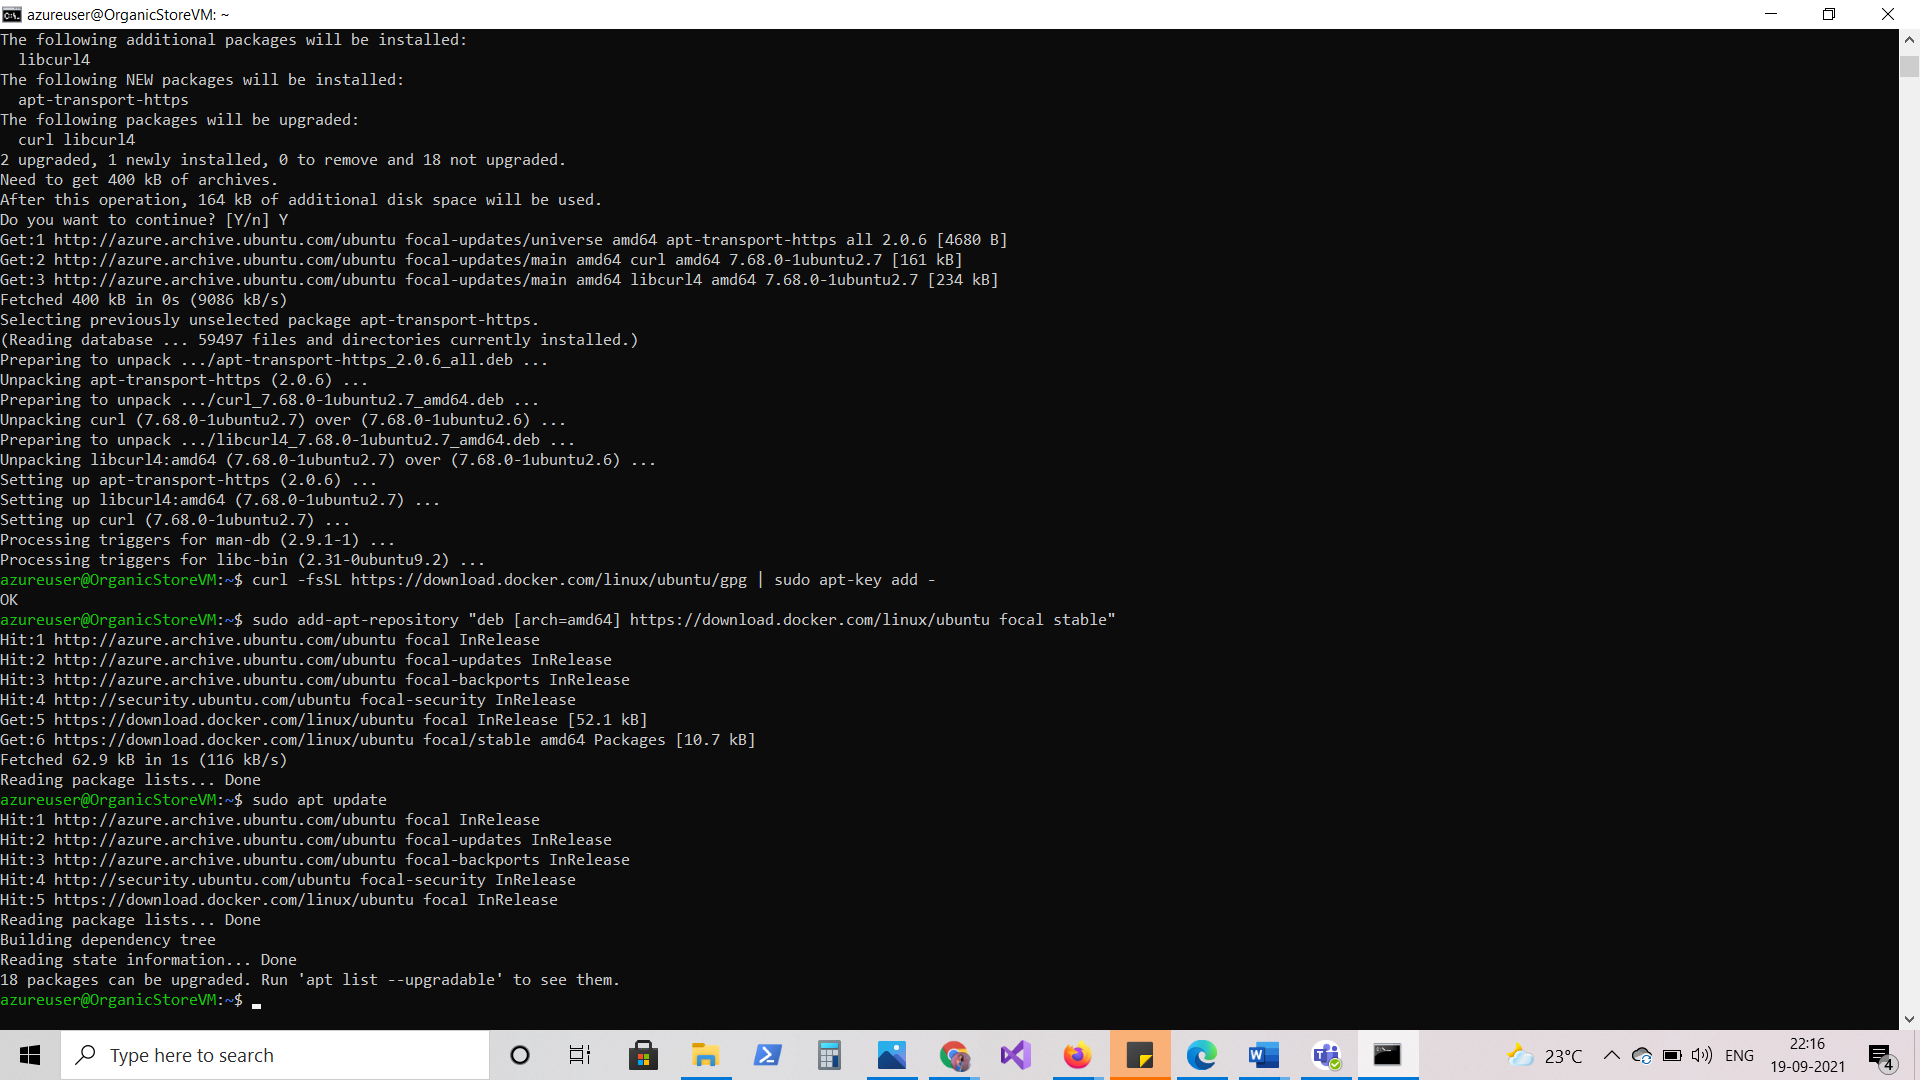 azureuser@OrganicStoreVM: ~
The following additional packages will be installed:
  libcurl4
The following NEW packages will be installed:
  apt-transport-https
The following packages will be upgraded:
  curl libcurl4
2 upgraded, 1 newly installed, 0 to remove and 18 not upgraded.
Need to get 400 kB of archives.
After this operation, 164 kB of additional disk space will be used.
Do you want to continue? [Y/n] Y
Get:1 http://azure.archive.ubuntu.com/ubuntu focal-updates/universe amd64 apt-transport-https all 2.0.6 [4680 B]
Get:2 http://azure.archive.ubuntu.com/ubuntu focal-updates/main amd64 curl amd64 7.68.0-1ubuntu2.7 [161 kB]
Get:3 http://azure.archive.ubuntu.com/ubuntu focal-updates/main amd64 libcurl4 amd64 7.68.0-1ubuntu2.7 [234 kB]
Fetched 400 kB in 0s (9086 kB/s)
Selecting previously unselected package apt-transport-https.
(Reading database ... 59497 files and directories currently installed.)
Preparing to unpack .../apt-transport-https_2.0.6_all.deb ...
Unpacking apt-transport-https (2.0.6) ...
Preparing to unpack .../curl_7.68.0-1ubuntu2.7_amd64.deb ...
Unpacking curl (7.68.0-1ubuntu2.7) over (7.68.0-1ubuntu2.6) ...
Preparing to unpack .../libcurl4_7.68.0-1ubuntu2.7_amd64.deb ...
Unpacking libcurl4:amd64 (7.68.0-1ubuntu2.7) over (7.68.0-1ubuntu2.6) ...
Setting up apt-transport-https (2.0.6) ...
Setting up libcurl4:amd64 (7.68.0-1ubuntu2.7) ...
Setting up curl (7.68.0-1ubuntu2.7) ...
Processing triggers for man-db (2.9.1-1) ...
Processing triggers for libc-bin (2.31-0ubuntu9.2) ...
azureuser@OrganicStoreVM:~$ curl -fsSL https://download.docker.com/linux/ubuntu/gpg | sudo apt-key add -
OK
azureuser@OrganicStoreVM:~$ sudo add-apt-repository "deb [arch=amd64] https://download.docker.com/linux/ubuntu focal stable"
Hit:1 http://azure.archive.ubuntu.com/ubuntu focal InRelease
Hit:2 http://azure.archive.ubuntu.com/ubuntu focal-updates InRelease
Hit:3 http://azure.archive.ubuntu.com/ubuntu focal-backports InRelease
Hit:4 http://security.ubuntu.com/ubuntu focal-security InRelease
Get:5 https://download.docker.com/linux/ubuntu focal InRelease [52.1 kB]
Get:6 https://download.docker.com/linux/ubuntu focal/stable amd64 Packages [10.7 kB]
Fetched 62.9 kB in 1s (116 kB/s)
Reading package lists... Done
azureuser@OrganicStoreVM:~$ sudo apt update
Hit:1 http://azure.archive.ubuntu.com/ubuntu focal InRelease
Hit:2 http://azure.archive.ubuntu.com/ubuntu focal-updates InRelease
Hit:3 http://azure.archive.ubuntu.com/ubuntu focal-backports InRelease
Hit:4 http://security.ubuntu.com/ubuntu focal-security InRelease
Hit:5 https://download.docker.com/linux/ubuntu focal InRelease
Reading package lists... Done
Building dependency tree
Reading state information... Done
18 packages can be upgraded. Run 'apt list --upgradable' to see them.
azureuser@OrganicStoreVM:~$
Type here to search
23°C
ENG
22:16
19-09-2021
4